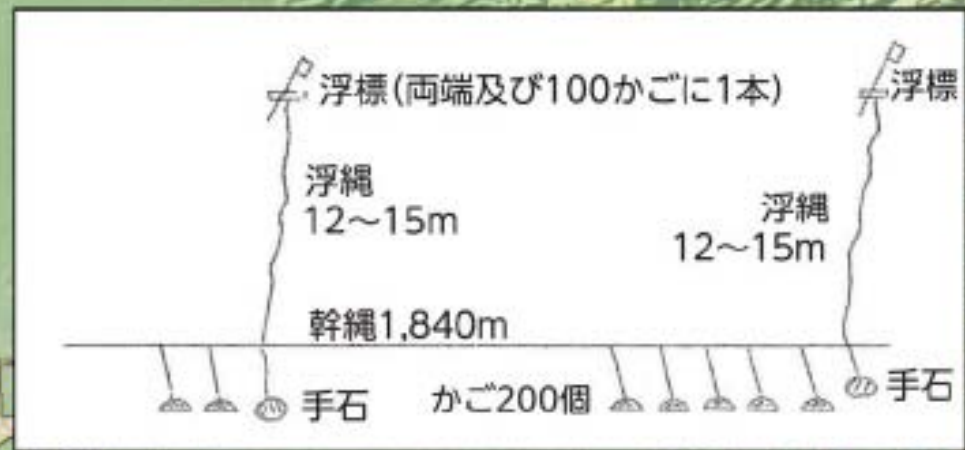 浮標(両端及び100かごに1本)
浮標
浮縄
12〜15m
浮縄
12〜15m
幹縄1,840m
手石
かご200個
手石